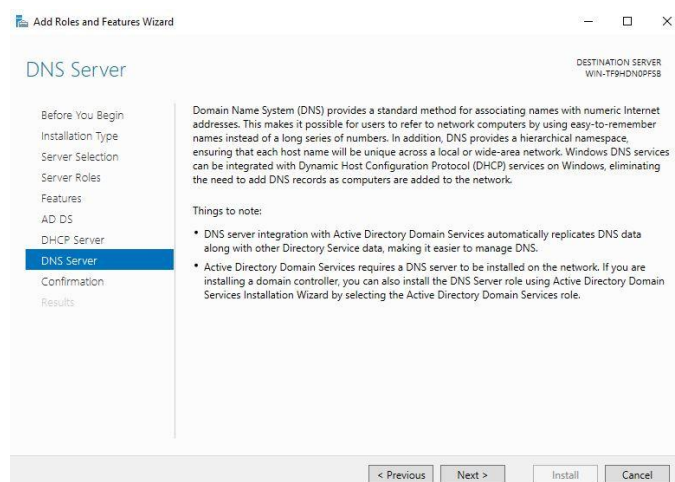 Add Roles and Features Wizard
DNS Server
DESTINATION SERVER
WIN-TF9HDN0PFSB
Before You Begin
Installation Type
Server Selection
Server Roles
Features
AD DS
DHCP Server
DNS Server
Confirmation
Results
Domain Name System (DNS) provides a standard method for associating names with numeric Internet
addresses. This makes it possible for users to refer to network computers by using easy-to-remember
names instead of a long series of numbers. In addition, DNS provides a hierarchical namespace,
ensuring that each host name will be unique across a local or wide-area network. Windows DNS services
can be integrated with Dynamic Host Configuration Protocol (DHCP) services on Windows, eliminating
the need to add DNS records as computers are added to the network.
Things to note:
• DNS server integration with Active Directory Domain Services automatically replicates DNS data
along with other Directory Service data, making it easier to manage DNS.
• Active Directory Domain Services requires a DNS server to be installed on the network. If you are
installing a domain controller, you can also install the DNS Server role using Active Directory Domain
Services Installation Wizard by selecting the Active Directory Domain Services role.
< Previous
Next >
Install
Cancel